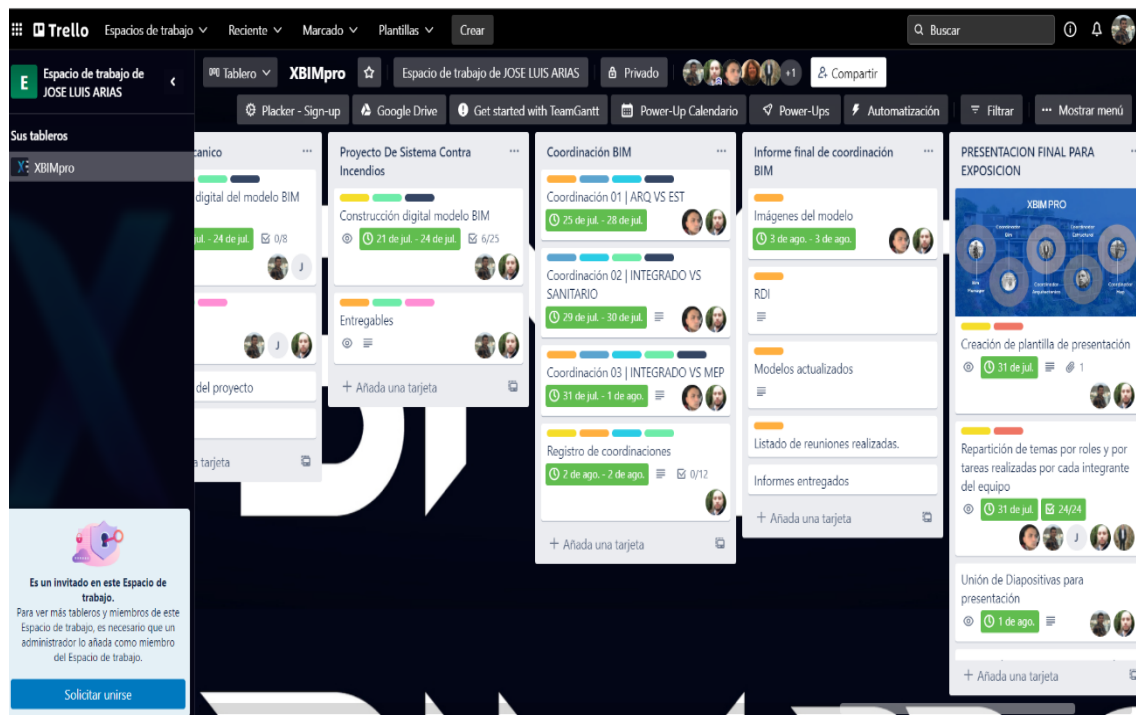 Trello
Espacios de trabajo
Reciente
Marcado
Plantillas
Crear
Buscar
E
Espacio de trabajo de
JOSE LUIS ARIAS
Tablero
XBIMpro
Espacio de trabajo de JOSE LUIS ARIAS
Privado
+1
Compartir
Placker - Sign-up
Google Drive
Get started with TeamGantt
Power-Up Calendario
Power-Ups
Automatización
Filtrar
Mostrar menú
Sus tableros
XBIMpro
Es un invitado en este Espacio de
trabajo.
Para ver más tableros y miembros de este
Espacio de trabajo, es necesario que un
administrador lo añada como miembro
del Espacio de trabajo.
Solicitar unirse
canico
digital del modelo BIM
jul. - 24 de jul.
0/8
J
J
del proyecto
a tarjeta
Proyecto De Sistema Contra
Incendios
Construcción digital modelo BIM
21 de jul. - 24 de jul.
6/25
Entregables
+ Añada una tarjeta
Coordinación BIM
Coordinación 01 | ARQ VS EST
25 de jul. - 28 de jul.
Coordinación 02 | INTEGRADO VS
SANITARIO
29 de jul. - 30 de jul.
Coordinación 03 | INTEGRADO VS MEP
31 de jul. - 1 de ago.
Registro de coordinaciones
2 de ago. - 2 de ago.
0/12
+ Añada una tarjeta
Informe final de coordinación
BIM
Imágenes del modelo
3 de ago. - 3 de ago.
RDI
Modelos actualizados
Listado de reuniones realizadas.
Informes entregados
+ Añada una tarjeta
PRESENTACION FINAL PARA
EXPOSICION
XBIM PRO
Creación de plantilla de presentación
31 de jul.
1
Repartición de temas por roles y por
tareas realizadas por cada integrante
del equipo
31 de jul.
24/24
J
Unión de Diapositivas para
presentación
1 de ago.
+ Añada una tarjeta